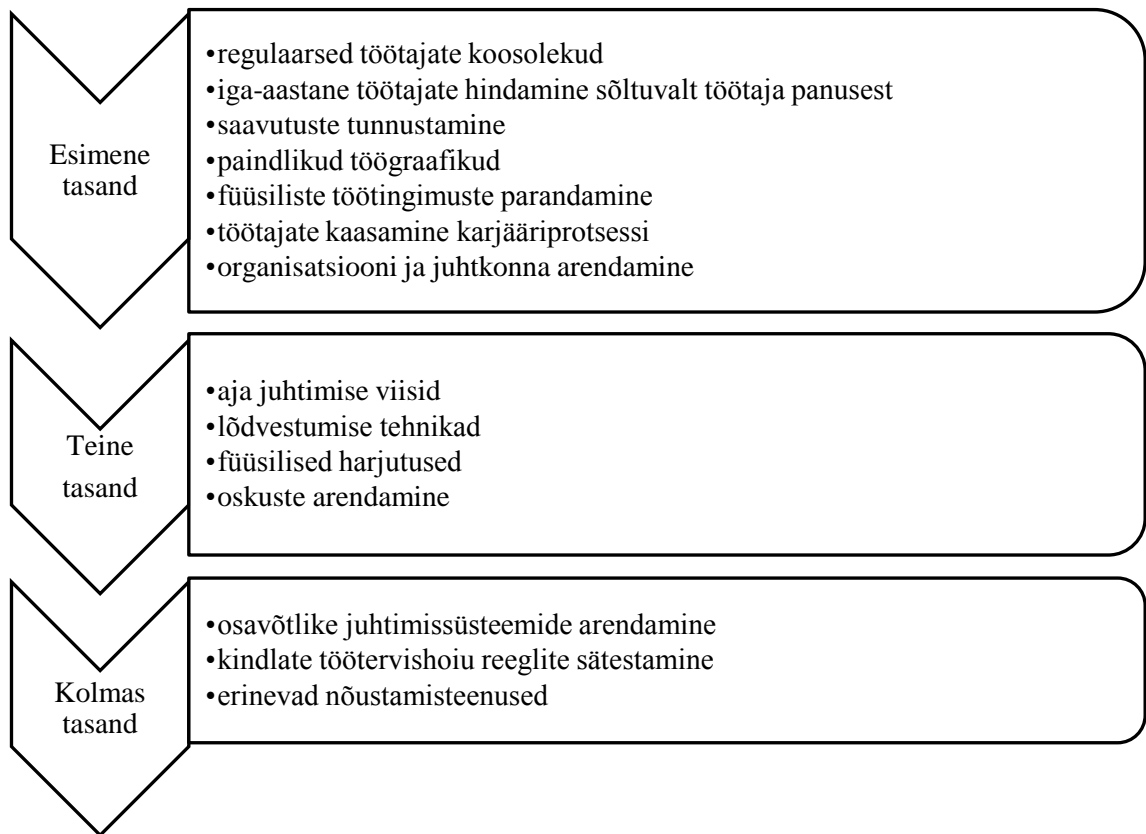 Esimene
tasand
•regulaarsed töötajate koosolekud
•iga-aastane töötajate hindamine sõltuvalt töötaja panusest
•saavutuste tunnustamine
•paindlikud töögraafikud
•füüsiliste töötingimuste parandamine
•töötajate kaasamine karjääriprotsessi
•organisatsiooni ja juhtkonna arendamine
Teine
tasand
•aja juhtimise viisid
•lõdvestumise tehnikad
•füüsilised harjutused
•oskuste arendamine
Kolmas
tasand
•osavõtlike juhtimissüsteemide arendamine
•kindlate töötervishoiu reeglite sätestamine
•erinevad nõustamisteenused